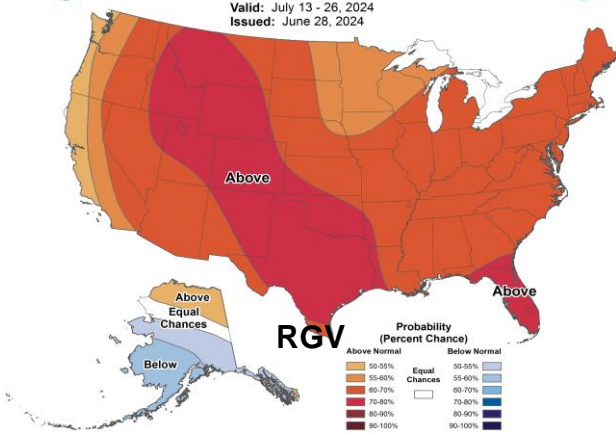 Valid: July 13 - 26, 2024
Issued: June 28, 2024
Above
Above
Above
Equal
Chances
Below
RGV
Probability
(Percent Chance)
Above Normal
Below Normal
50-55%
55-60%
60-70%
70-80%
80-90%
90-100%
Equal
Chances
50-55%
55-60%
60-70%
70-80%
80-90%
90-100%